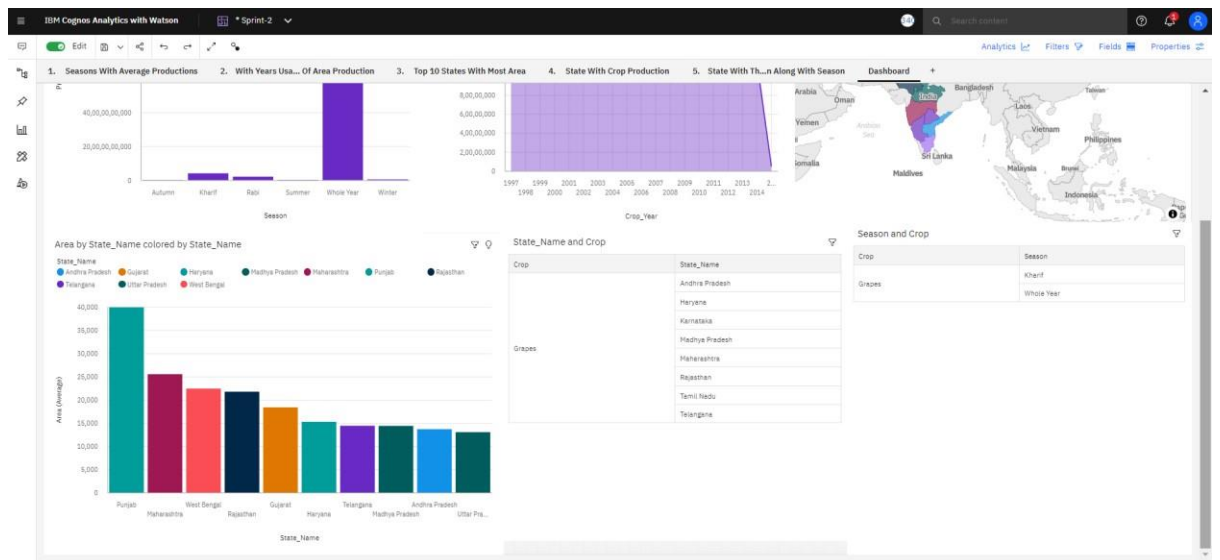 IBM Cognos Analytics with Watson
* Sprint-2
Search content
Edit
Analytics
Filters
Fields
Properties
1. Seasons With Average Productions
2. With Years Usa... Of Area Production
3. Top 10 States With Most Area
4. State With Crop Production
5. State With Th...n Along With Season
Dashboard
+
40,00,00,00,000
20,00,00,00,000
0
Autumn Kharif Rabi Summer Whole Year Winter
Season
8,00,00,000
6,00,00,000
4,00,00,000
2,00,00,000
0
1997 1999 2001 2003 2005 2007 2009 2011 2013 2...
1998 2000 2002 2004 2006 2008 2010 2012 2014
Crop_Year
Arabia
Oman
Yemen
Arabian
Sea
Somalia
India
Bangladesh
Taiwan
Laos
Vietnam
Philippines
Sri Lanka
Maldives
Malaysia
Brunei
Indonesia
Area by State_Name colored by State_Name
State_Name
Andhra Pradesh Gujarat Haryana Madhya Pradesh Maharashtra Punjab Rajasthan
Telangana Uttar Pradesh West Bengal
40,000
35,000
30,000
25,000
20,000
15,000
10,000
5,000
0
Area (Average)
Punjab West Bengal Gujarat Telangana Andhra Pradesh
Maharashtra Rajasthan Haryana Madhya Pradesh Uttar Pra...
State_Name
State_Name and Crop
Crop State_Name
Grapes
Andhra Pradesh
Haryana
Karnataka
Madhya Pradesh
Maharashtra
Rajasthan
Tamil Nadu
Telangana
Season and Crop
Crop Season
Grapes
Kharif
Whole Year